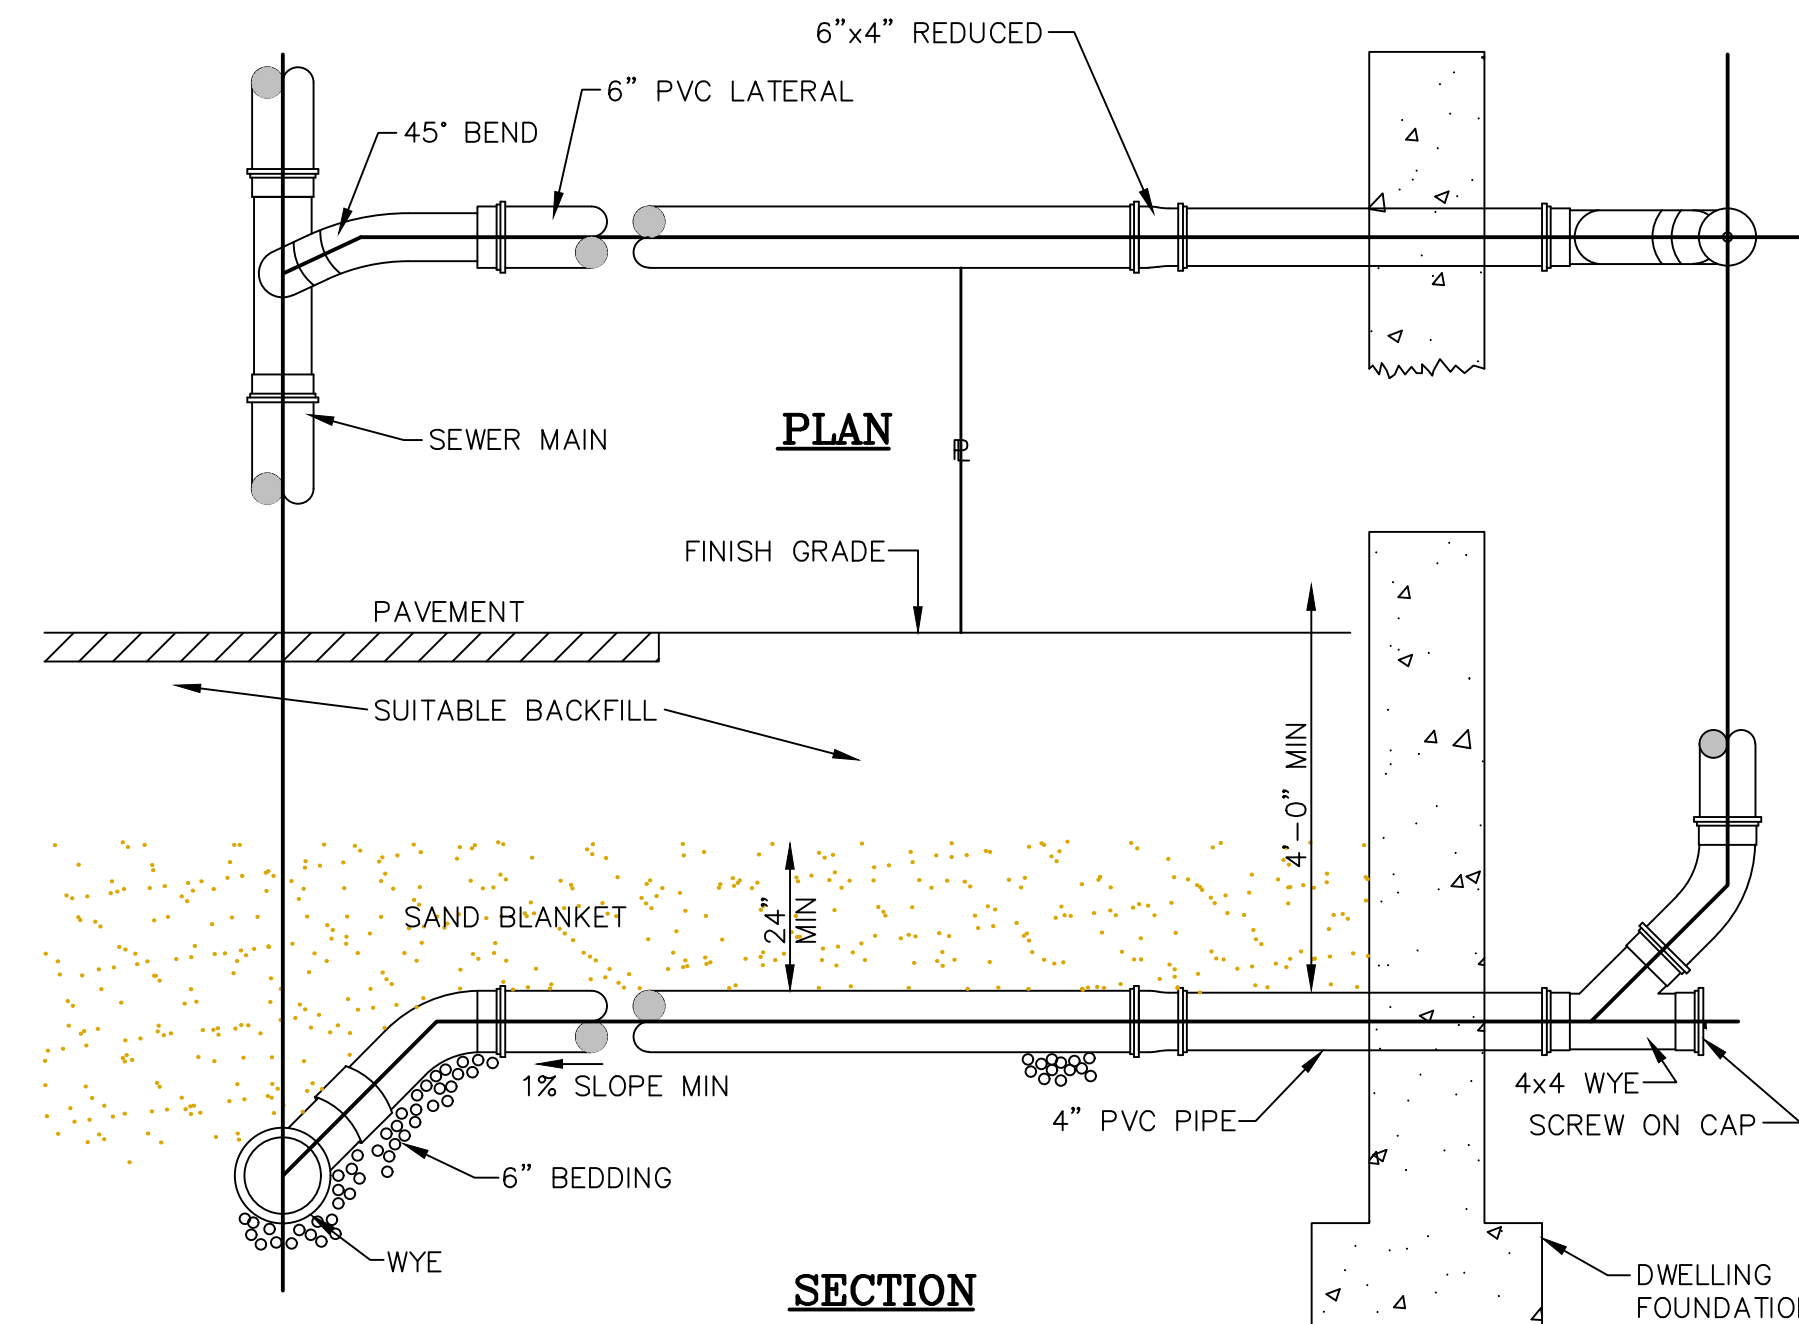 6”x4” REDUCED
6” PVC LATERAL
45° BEND
SEWER MAIN
PLAN
PL
FINISH GRADE
PAVEMENT
SUITABLE BACKFILL
4’-0” MIN
SAND BLANKET
24”
MIN
1% SLOPE MIN
4” PVC PIPE
4x4 WYE
SCREW ON CAP
6” BEDDING
WYE
SECTION
DWELLING
FOUNDATION